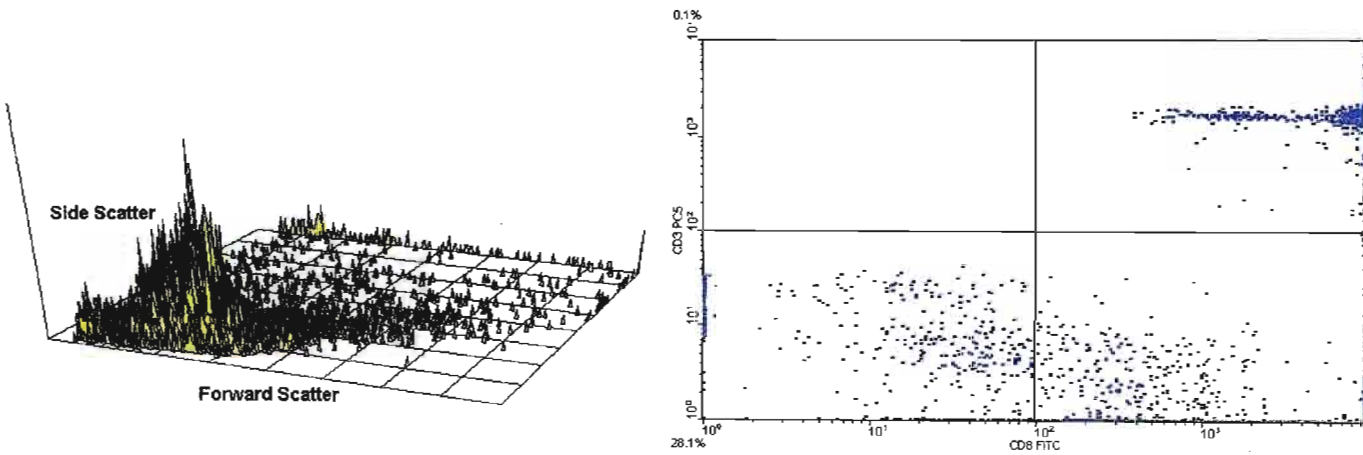 Side Scatter
Forward Scatter
0.1%
10³
10²
10¹
10⁰
CD3 PC5
28.1%
10⁰
10¹
10²
10³
CD8 FITC